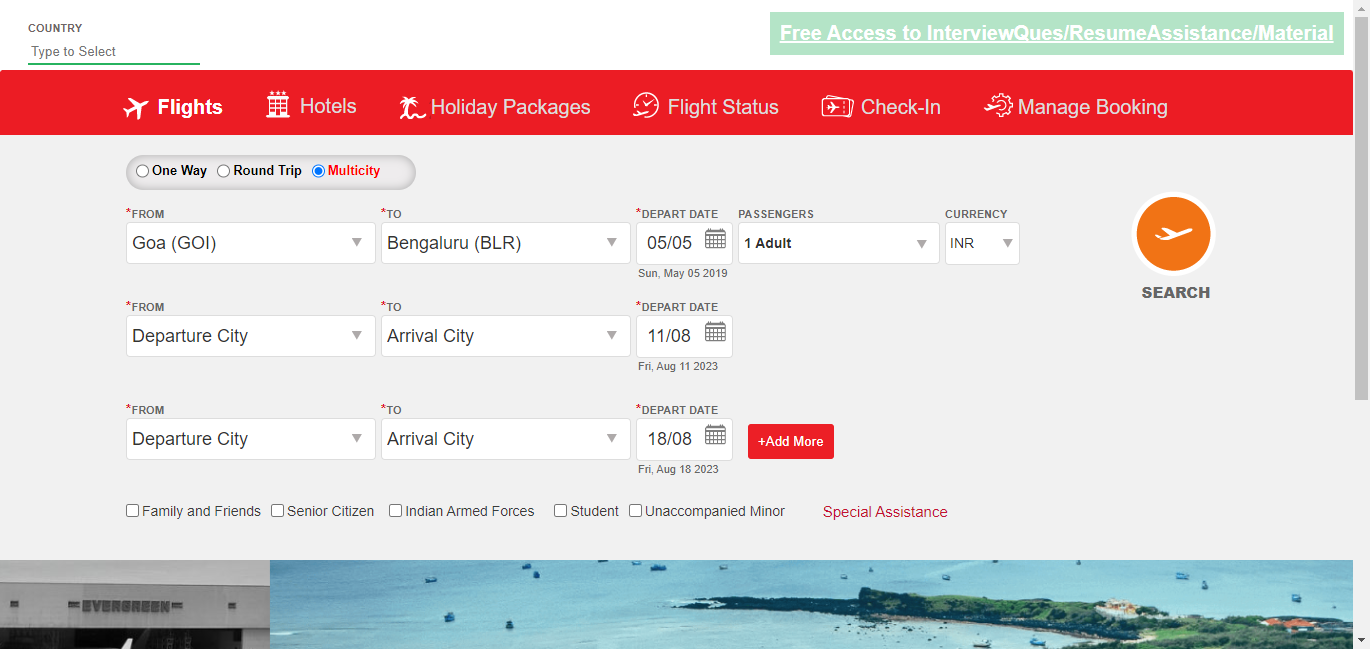 COUNTRY
Type to Select
Free Access to InterviewQues/ResumeAssistance/Material
Flights Hotels Holiday Packages Flight Status Check-In Manage Booking
One Way Round Trip Multicity
*FROM *TO *DEPART DATE PASSENGERS CURRENCY
Goa (GOI) Bengaluru (BLR) 05/05 1 Adult INR
Sun, May 05 2019
SEARCH
*FROM *TO *DEPART DATE
Departure City Arrival City 11/08
Fri, Aug 11 2023
*FROM *TO *DEPART DATE
Departure City Arrival City 18/08 +Add More
Fri, Aug 18 2023
Family and Friends Senior Citizen Indian Armed Forces Student Unaccompanied Minor Special Assistance
EVERGREEN